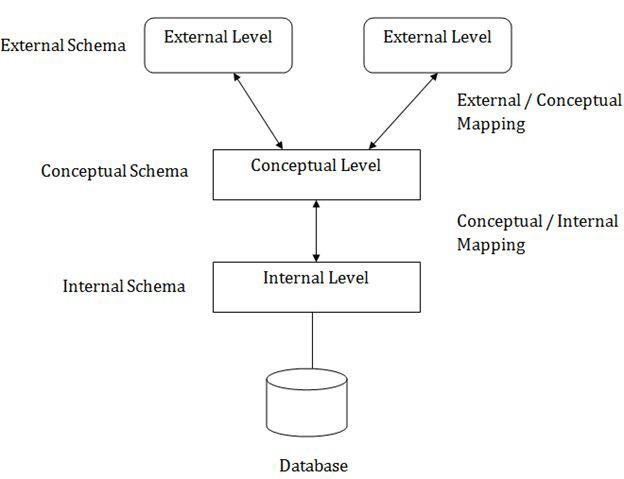 External Schema
External Level
External Level
External / Conceptual
Mapping
Conceptual Schema
Conceptual Level
Conceptual / Internal
Mapping
Internal Schema
Internal Level
Database